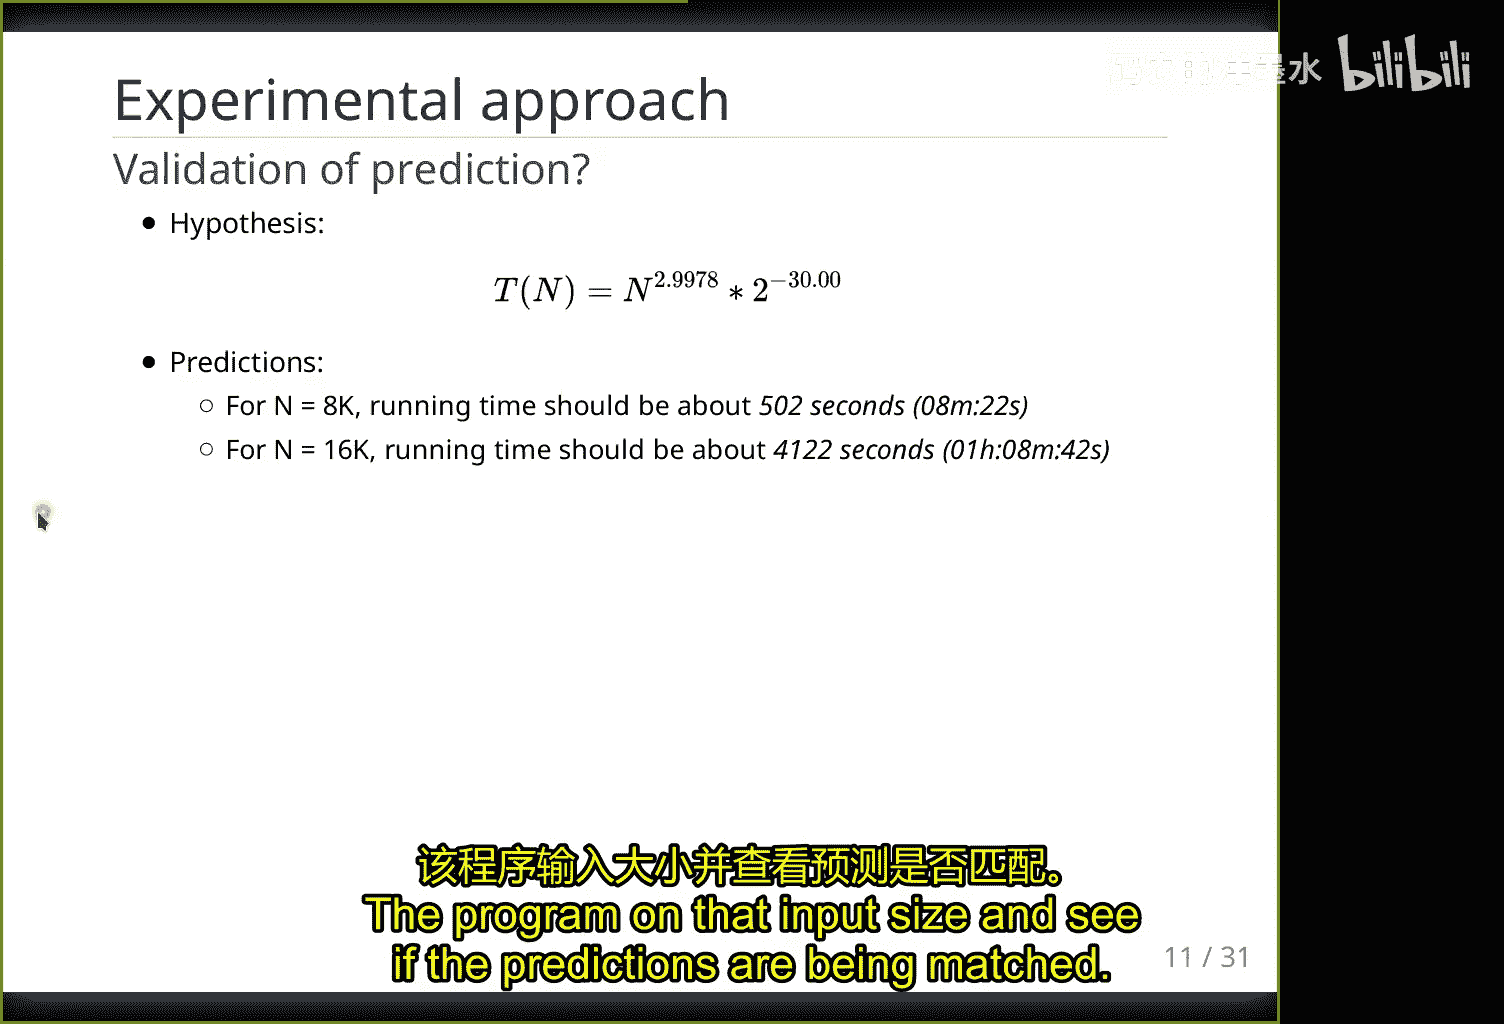 水 bilibili
Experimental approach
Validation of prediction?
● Hypothesis:
T(N) = N^{2.9978} * 2^{-30.00}
● Predictions:
○ For N = 8K, running time should be about 502 seconds (08m:22s)
○ For N = 16K, running time should be about 4122 seconds (01h:08m:42s)
该程序输入大小并查看预测是否匹配。
The program on that input size and see
if the predictions are being matched.
11 / 31